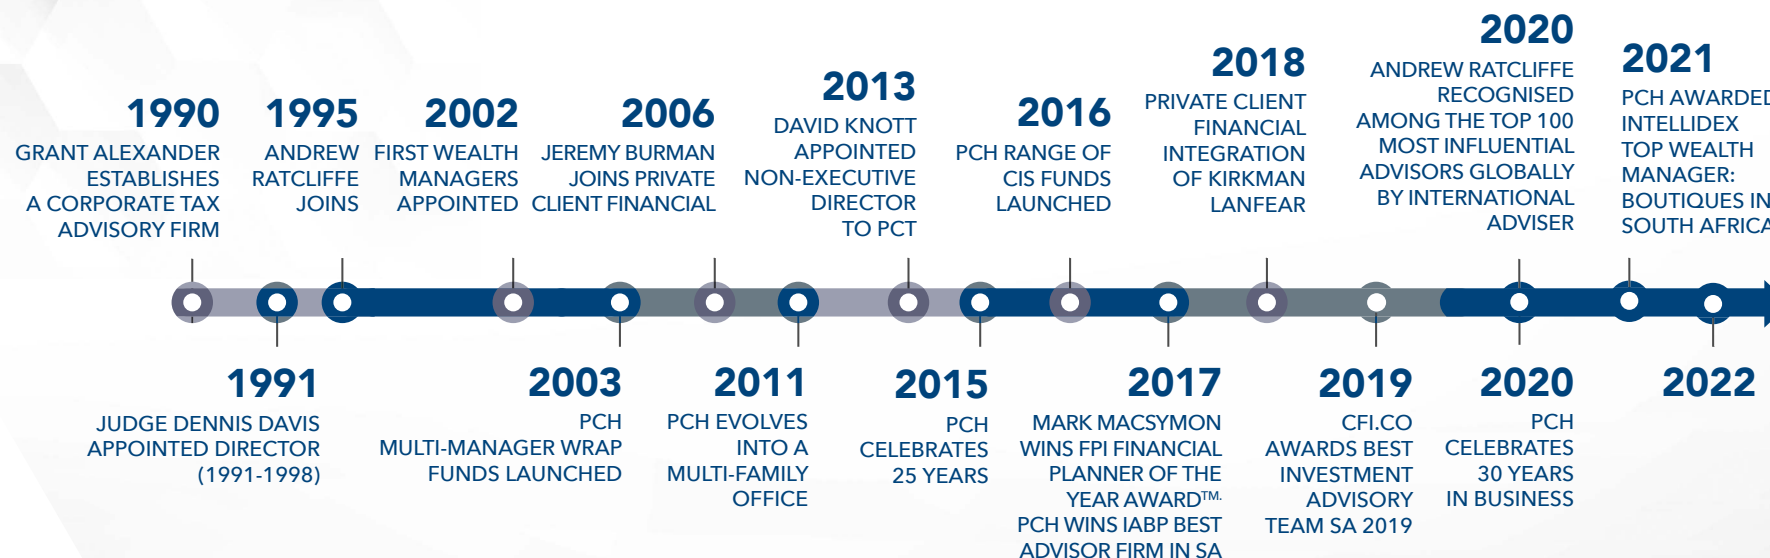 1990
GRANT ALEXANDER
ESTABLISHES
A CORPORATE TAX
ADVISORY FIRM
1995
ANDREW
RATCLIFFE
JOINS
2002
FIRST WEALTH
MANAGERS
APPOINTED
2006
JEREMY BURMAN
JOINS PRIVATE
CLIENT FINANCIAL
2013
DAVID KNOTT
APPOINTED
NON-EXECUTIVE
DIRECTOR
TO PCT
2016
PCH RANGE OF
CIS FUNDS
LAUNCHED
2018
PRIVATE CLIENT
FINANCIAL
INTEGRATION
OF KIRKMAN
LANFEAR
2020
ANDREW RATCLIFFE
RECOGNISED
AMONG THE TOP 100
MOST INFLUENTIAL
ADVISORS GLOBALLY
BY INTERNATIONAL
ADVISER
2021
PCH AWARDED
INTELLIDEX
TOP WEALTH
MANAGER:
BOUTIQUES IN
SOUTH AFRICA
1991
JUDGE DENNIS DAVIS
APPOINTED DIRECTOR
(1991-1998)
2003
PCH
MULTI-MANAGER WRAP
FUNDS LAUNCHED
2011
PCH EVOLVES
INTO A
MULTI-FAMILY
OFFICE
2015
PCH
CELEBRATES
25 YEARS
2017
MARK MACSYMON
WINS FPI FINANCIAL
PLANNER OF THE
YEAR AWARD™.
PCH WINS IABP BEST
ADVISOR FIRM IN SA
2019
CFI.CO
AWARDS BEST
INVESTMENT
ADVISORY
TEAM SA 2019
2020
PCH
CELEBRATES
30 YEARS
IN BUSINESS
2022